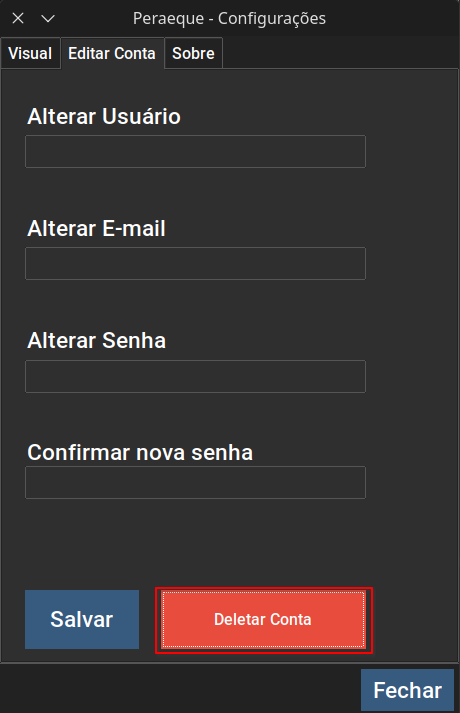 Peraeque - Configurações
Visual Editar Conta Sobre
Alterar Usuário
Alterar E-mail
Alterar Senha
Confirmar nova senha
Salvar Deletar Conta
Fechar